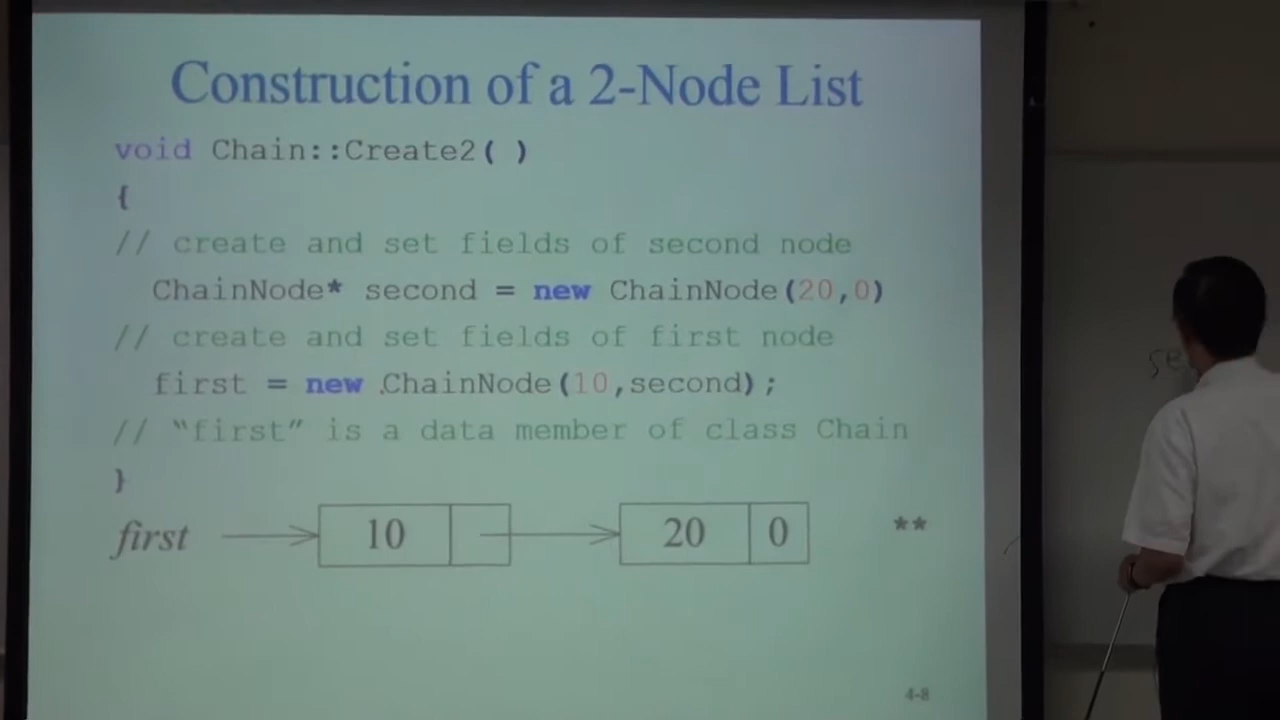 Construction of a 2-Node List
void Chain::Create2( )
{
// create and set fields of second node
ChainNode* second = new ChainNode(20,0)
// create and set fields of first node
first = new ChainNode(10,second);
// “first” is a data member of class Chain
}
first 10 20 0 **
4-8